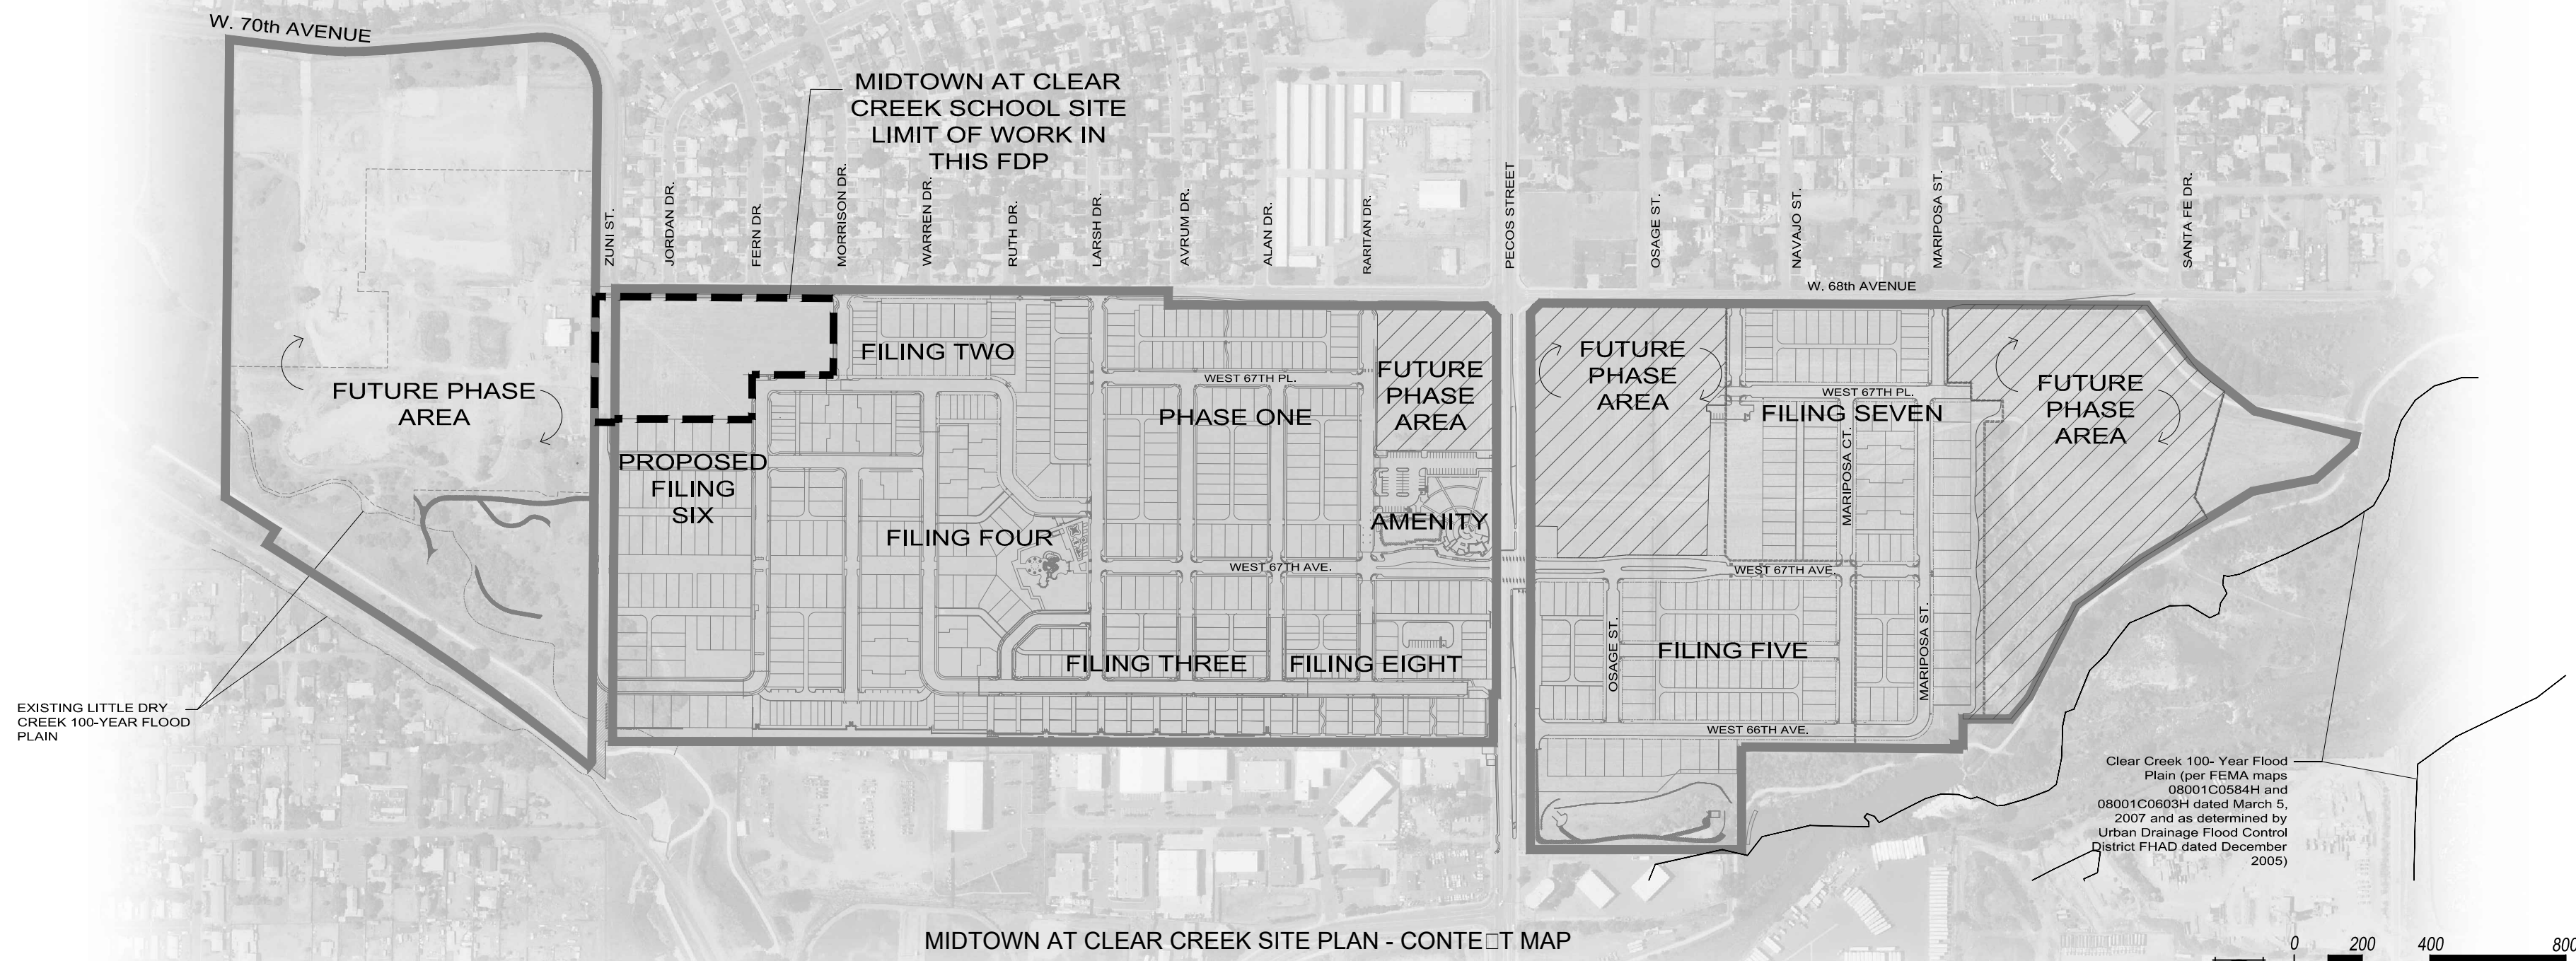 W. 70th AVENUE
MIDTOWN AT CLEAR
CREEK SCHOOL SITE
LIMIT OF WORK IN
THIS FDP
ZUNI ST.
JORDAN DR.
FERN DR.
MORRISON DR.
WARREN DR.
RUTH DR.
LARSH DR.
AVRUM DR.
ALAN DR.
RARITAN DR.
PECOS STREET
OSAGE ST.
NAVAJO ST.
MARIPOSA ST.
SANTA FE DR.
W. 68th AVENUE
FUTURE PHASE
AREA
FILING TWO
WEST 67TH PL.
PHASE ONE
FUTURE
PHASE
AREA
FUTURE
PHASE
AREA
WEST 67TH PL.
FILING SEVEN
MARIPOSA CT.
FUTURE
PHASE
AREA
PROPOSED
FILING
SIX
FILING FOUR
AMENITY
WEST 67TH AVE.
WEST 67TH AVE.
FILING THREE
FILING EIGHT
OSAGE ST.
FILING FIVE
MARIPOSA ST.
WEST 66TH AVE.
EXISTING LITTLE DRY
CREEK 100-YEAR FLOOD
PLAIN
Clear Creek 100- Year Flood
Plain (per FEMA maps
08001C0584H and
08001C0603H dated March 5,
2007 and as determined by
Urban Drainage Flood Control
District FHAD dated December
2005)
MIDTOWN AT CLEAR CREEK SITE PLAN - CONTE□T MAP
0 200 400 800